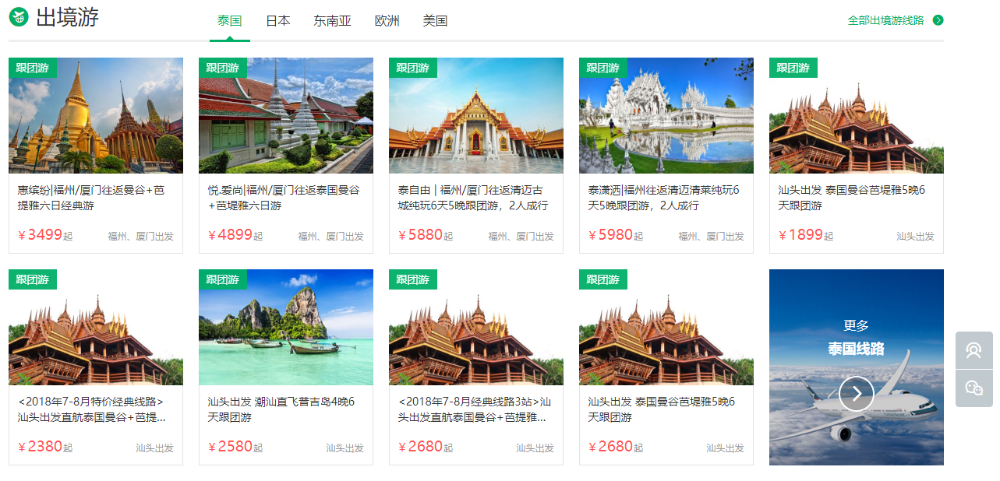 出境游
泰国 日本 东南亚 欧洲 美国
全部出境游线路
跟团游
惠缤纷|福州/厦门往返曼谷+芭
提雅六日经典游
￥3499起 福州、厦门出发
跟团游
悦.爱尚|福州/厦门往返泰国曼谷
+芭堤雅六日游
￥4899起 福州、厦门出发
跟团游
泰自由 | 福州/厦门往返清迈古
城纯玩6天5晚跟团游，2人成行
￥5880起 福州、厦门出发
跟团游
泰潇洒|福州往返清迈清莱纯玩6
天5晚跟团游，2人成行
￥5980起 福州、厦门出发
跟团游
汕头出发 泰国曼谷芭堤雅5晚6
天跟团游
￥1899起 汕头出发
跟团游
<2018年7-8月特价经典线路>
汕头出发直航泰国曼谷+芭提...
￥2380起 汕头出发
跟团游
汕头出发 潮汕直飞普吉岛4晚6
天跟团游
￥2580起 汕头出发
跟团游
<2018年7-8月经典线路3站>汕
头出发直航泰国曼谷+芭提雅...
￥2680起 汕头出发
跟团游
汕头出发 泰国曼谷芭堤雅5晚6
天跟团游
￥2680起 汕头出发
更多
泰国线路